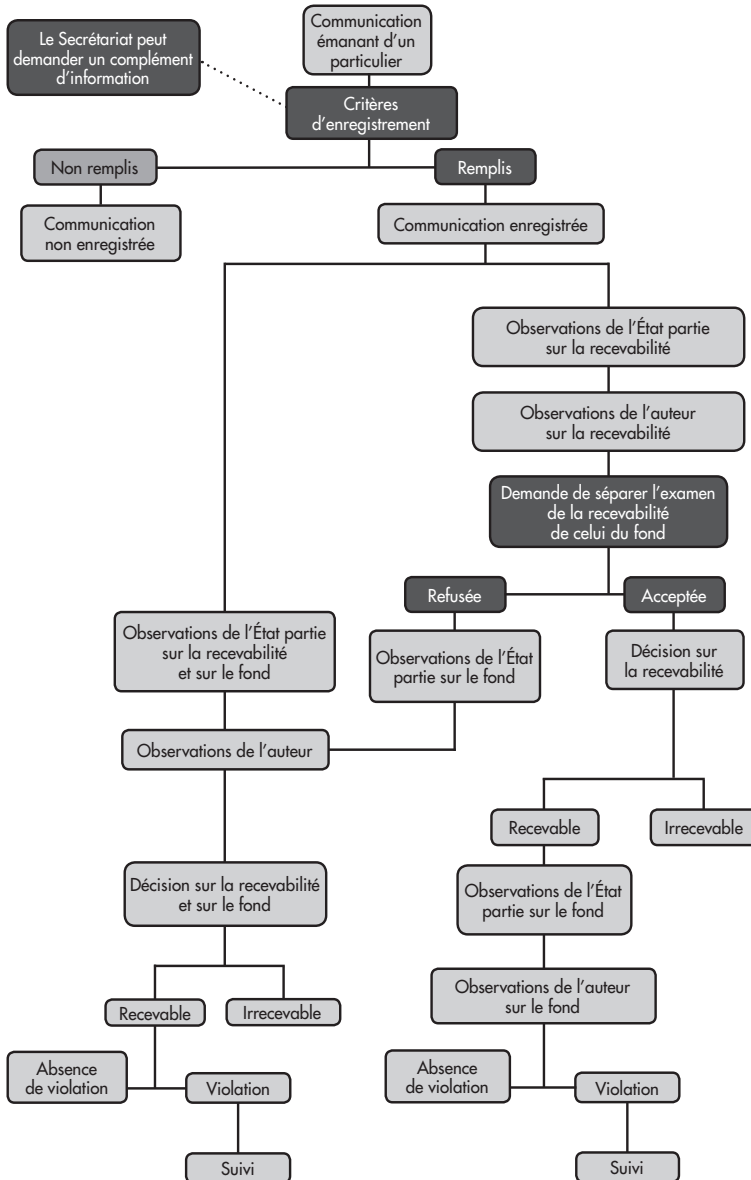 Le Secrétariat peut
demander un complément
d'information
Communication
émanant d'un
particulier
Critères
d'enregistrement
Non remplis
Remplis
Communication
non enregistrée
Communication enregistrée
Observations de l'État partie
sur la recevabilité
Observations de l'auteur
sur la recevabilité
Demande de séparer l'examen
de la recevabilité
de celui du fond
Refusée
Acceptée
Observations de l'État partie
sur la recevabilité
et sur le fond
Observations de l'État
partie sur le fond
Décision sur
la recevabilité
Observations de l'auteur
Recevable
Irrecevable
Décision sur la recevabilité
et sur le fond
Observations de l'État
partie sur le fond
Observations de l'auteur
sur le fond
Recevable
Irrecevable
Absence
de violation
Violation
Absence
de violation
Violation
Suivi
Suivi